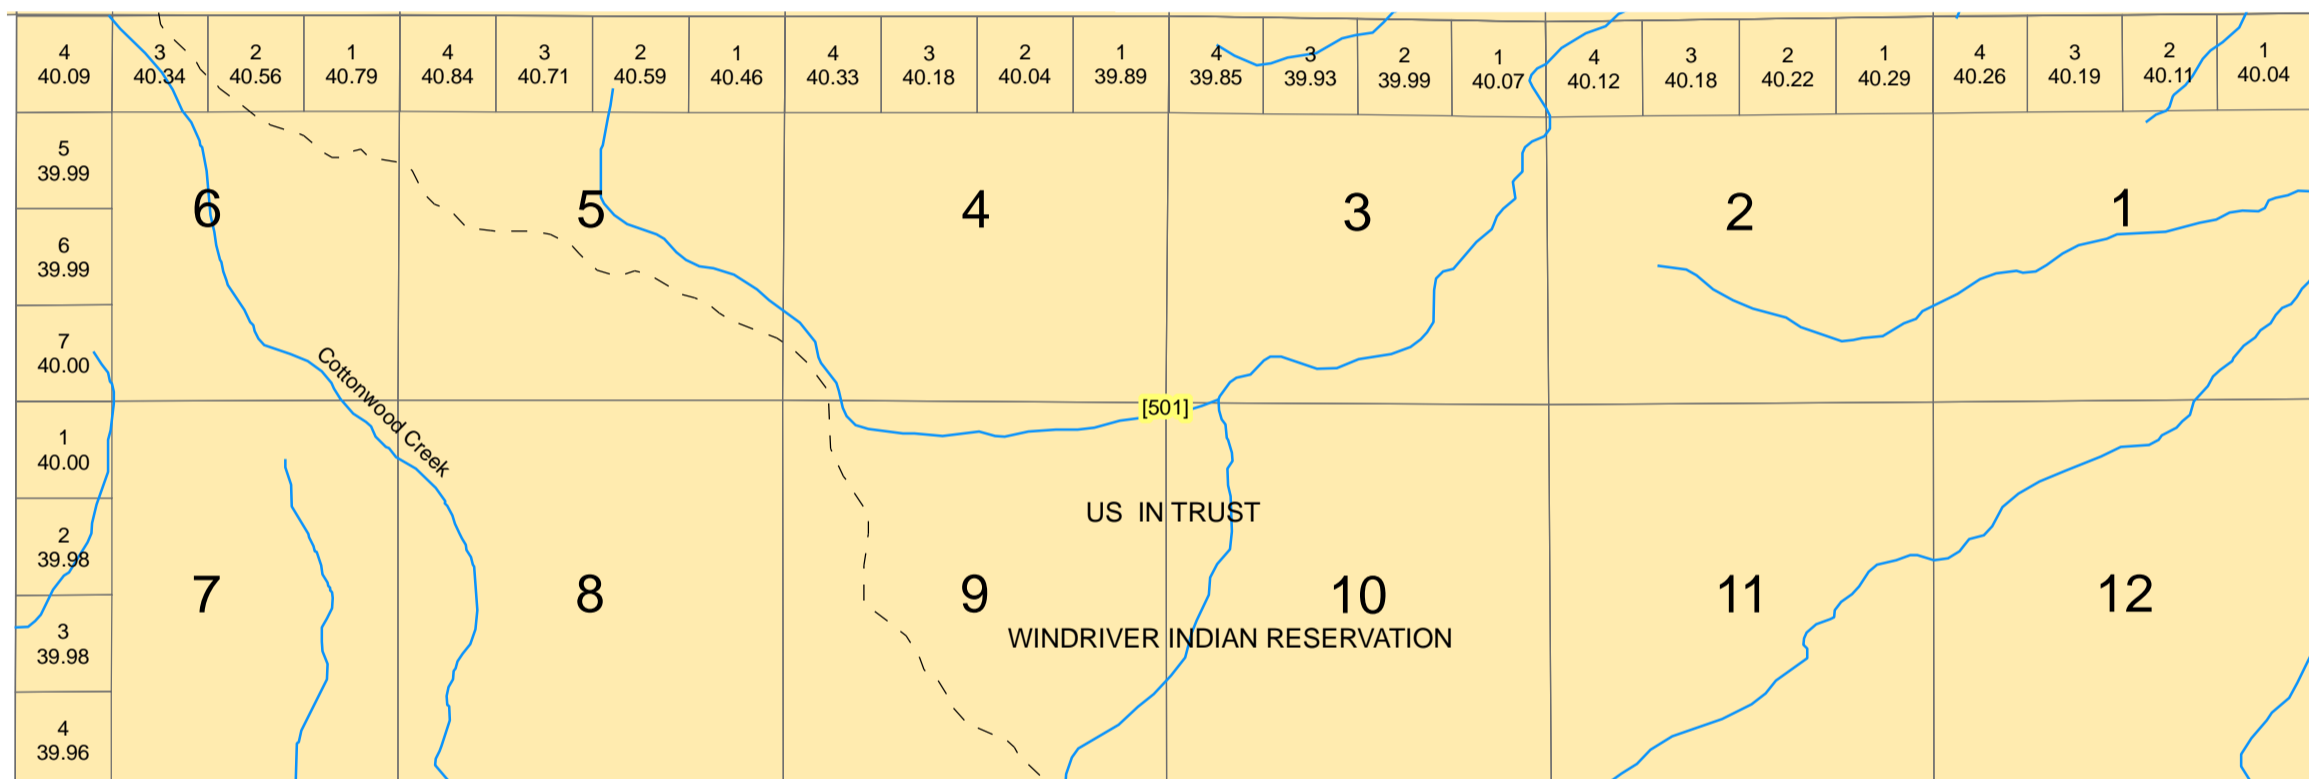 4 3 2 1 4 3 2 1 4 3 2 1 4 3 2 1 4 3 2 1 4 3 2 1
40.09 40.34 40.56 40.79 40.84 40.71 40.59 40.46 40.33 40.18 40.04 39.89 39.85 39.93 39.99 40.07 40.12 40.18 40.22 40.29 40.26 40.19 40.11 40.04
5
39.99
6 5 4 3 2 1
6
39.99
7
40.00
Cottonwood Creek
[501]
1
40.00
US IN TRUST
2
39.98
7 8 9 10 11 12
3
39.98
WINDRIVER INDIAN RESERVATION
4
39.96